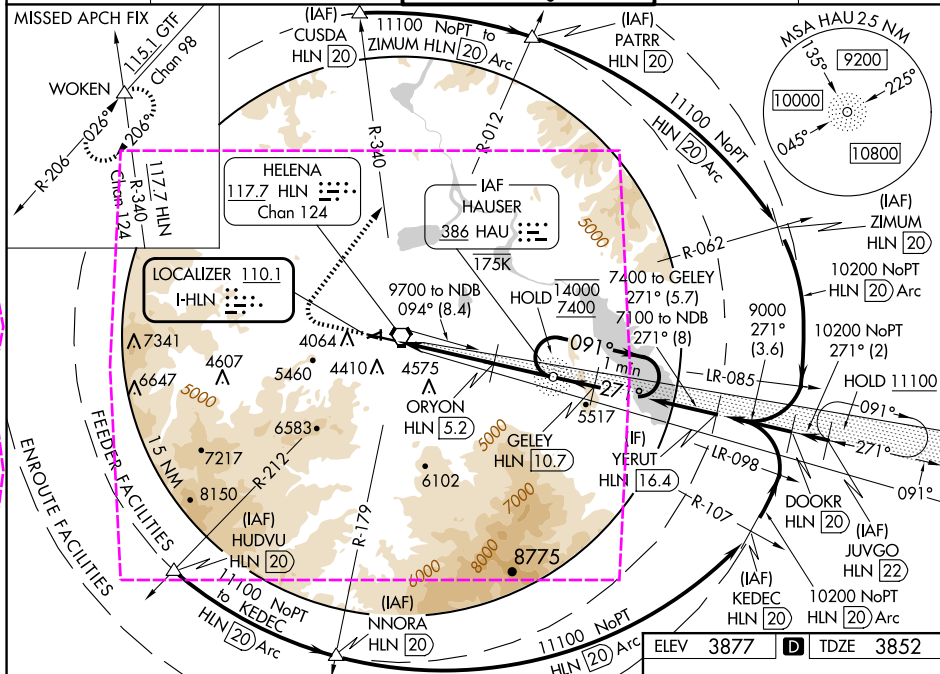 MISSED APCH FIX
115.1 GTF
Chan 98
WOKEN
026°
206°
R-206
R-340
117.7 HLN
Chan 124
(IAF)
CUSDA
HLN 20
11100 NoPT to
ZIMUM HLN 20 Arc
(IAF)
PATRR
HLN 20
MSA HAU 25 NM
135°
9200
225°
10000
045°
10800
R-012
R-340
11100 NoPT
HLN 20 Arc
HELENA
117.7 HLN
Chan 124
IAF
HAUSER
386 HAU
175K
5000
(IAF)
ZIMUM
HLN 20
R-062
10200 NoPT
HLN 20 Arc
LOCALIZER 110.1
I-HLN
9700 to NDB
094° (8.4)
HOLD
14000
7400
7400 to GELEY
271° (5.7)
7100 to NDB
271° (8)
9000
271°
(3.6)
10200 NoPT
271° (2)
HOLD 11100
7341
4064
091°
1 min
271°
LR-085
091°
271°
091°
4607
5460
4410
4575
6647
5000
ORYON
HLN 5.2
5517
GELEY
HLN 10.7
(IF)
YERUT
HLN 16.4
LR-098
6583
5000
15 NM
7217
R-212
6102
7000
R-107
DOOKR
HLN 20
8150
ENROUTE FACILITIES
FEEDER FACILITIES
(IAF)
HUDVU
HLN 20
R-179
(IAF)
JUVGO
HLN 22
6000
8000
8775
11100 NoPT
to KEDEC
HLN 20 Arc
(IAF)
NNORA
HLN 20
11100 NoPT
HLN 20 Arc
(IAF)
KEDEC
HLN 20
10200 NoPT
HLN 20 Arc
ELEV 3877 D TDZE 3852